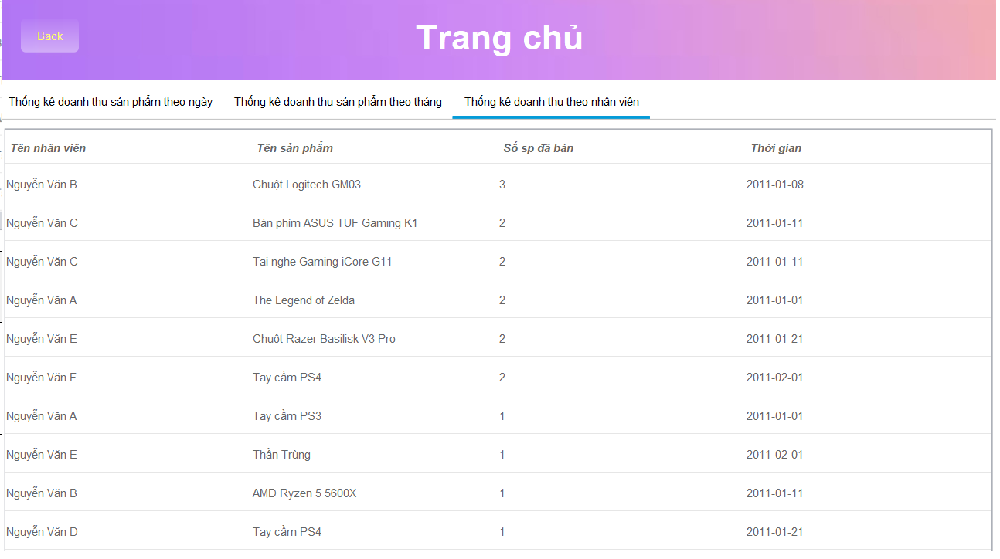 Back
Trang chủ
Thống kê doanh thu sản phẩm theo ngày Thống kê doanh thu sản phẩm theo tháng Thống kê doanh thu theo nhân viên
Tên nhân viên Tên sản phẩm Số sp đã bán Thời gian
Nguyễn Văn B Chuột Logitech GM03 3 2011-01-08
Nguyễn Văn C Bàn phím ASUS TUF Gaming K1 2 2011-01-11
Nguyễn Văn C Tai nghe Gaming iCore G11 2 2011-01-11
Nguyễn Văn A The Legend of Zelda 2 2011-01-01
Nguyễn Văn E Chuột Razer Basilisk V3 Pro 2 2011-01-21
Nguyễn Văn F Tay cầm PS4 2 2011-02-01
Nguyễn Văn A Tay cầm PS3 1 2011-01-01
Nguyễn Văn E Thần Trùng 1 2011-02-01
Nguyễn Văn B AMD Ryzen 5 5600X 1 2011-01-11
Nguyễn Văn D Tay cầm PS4 1 2011-01-21